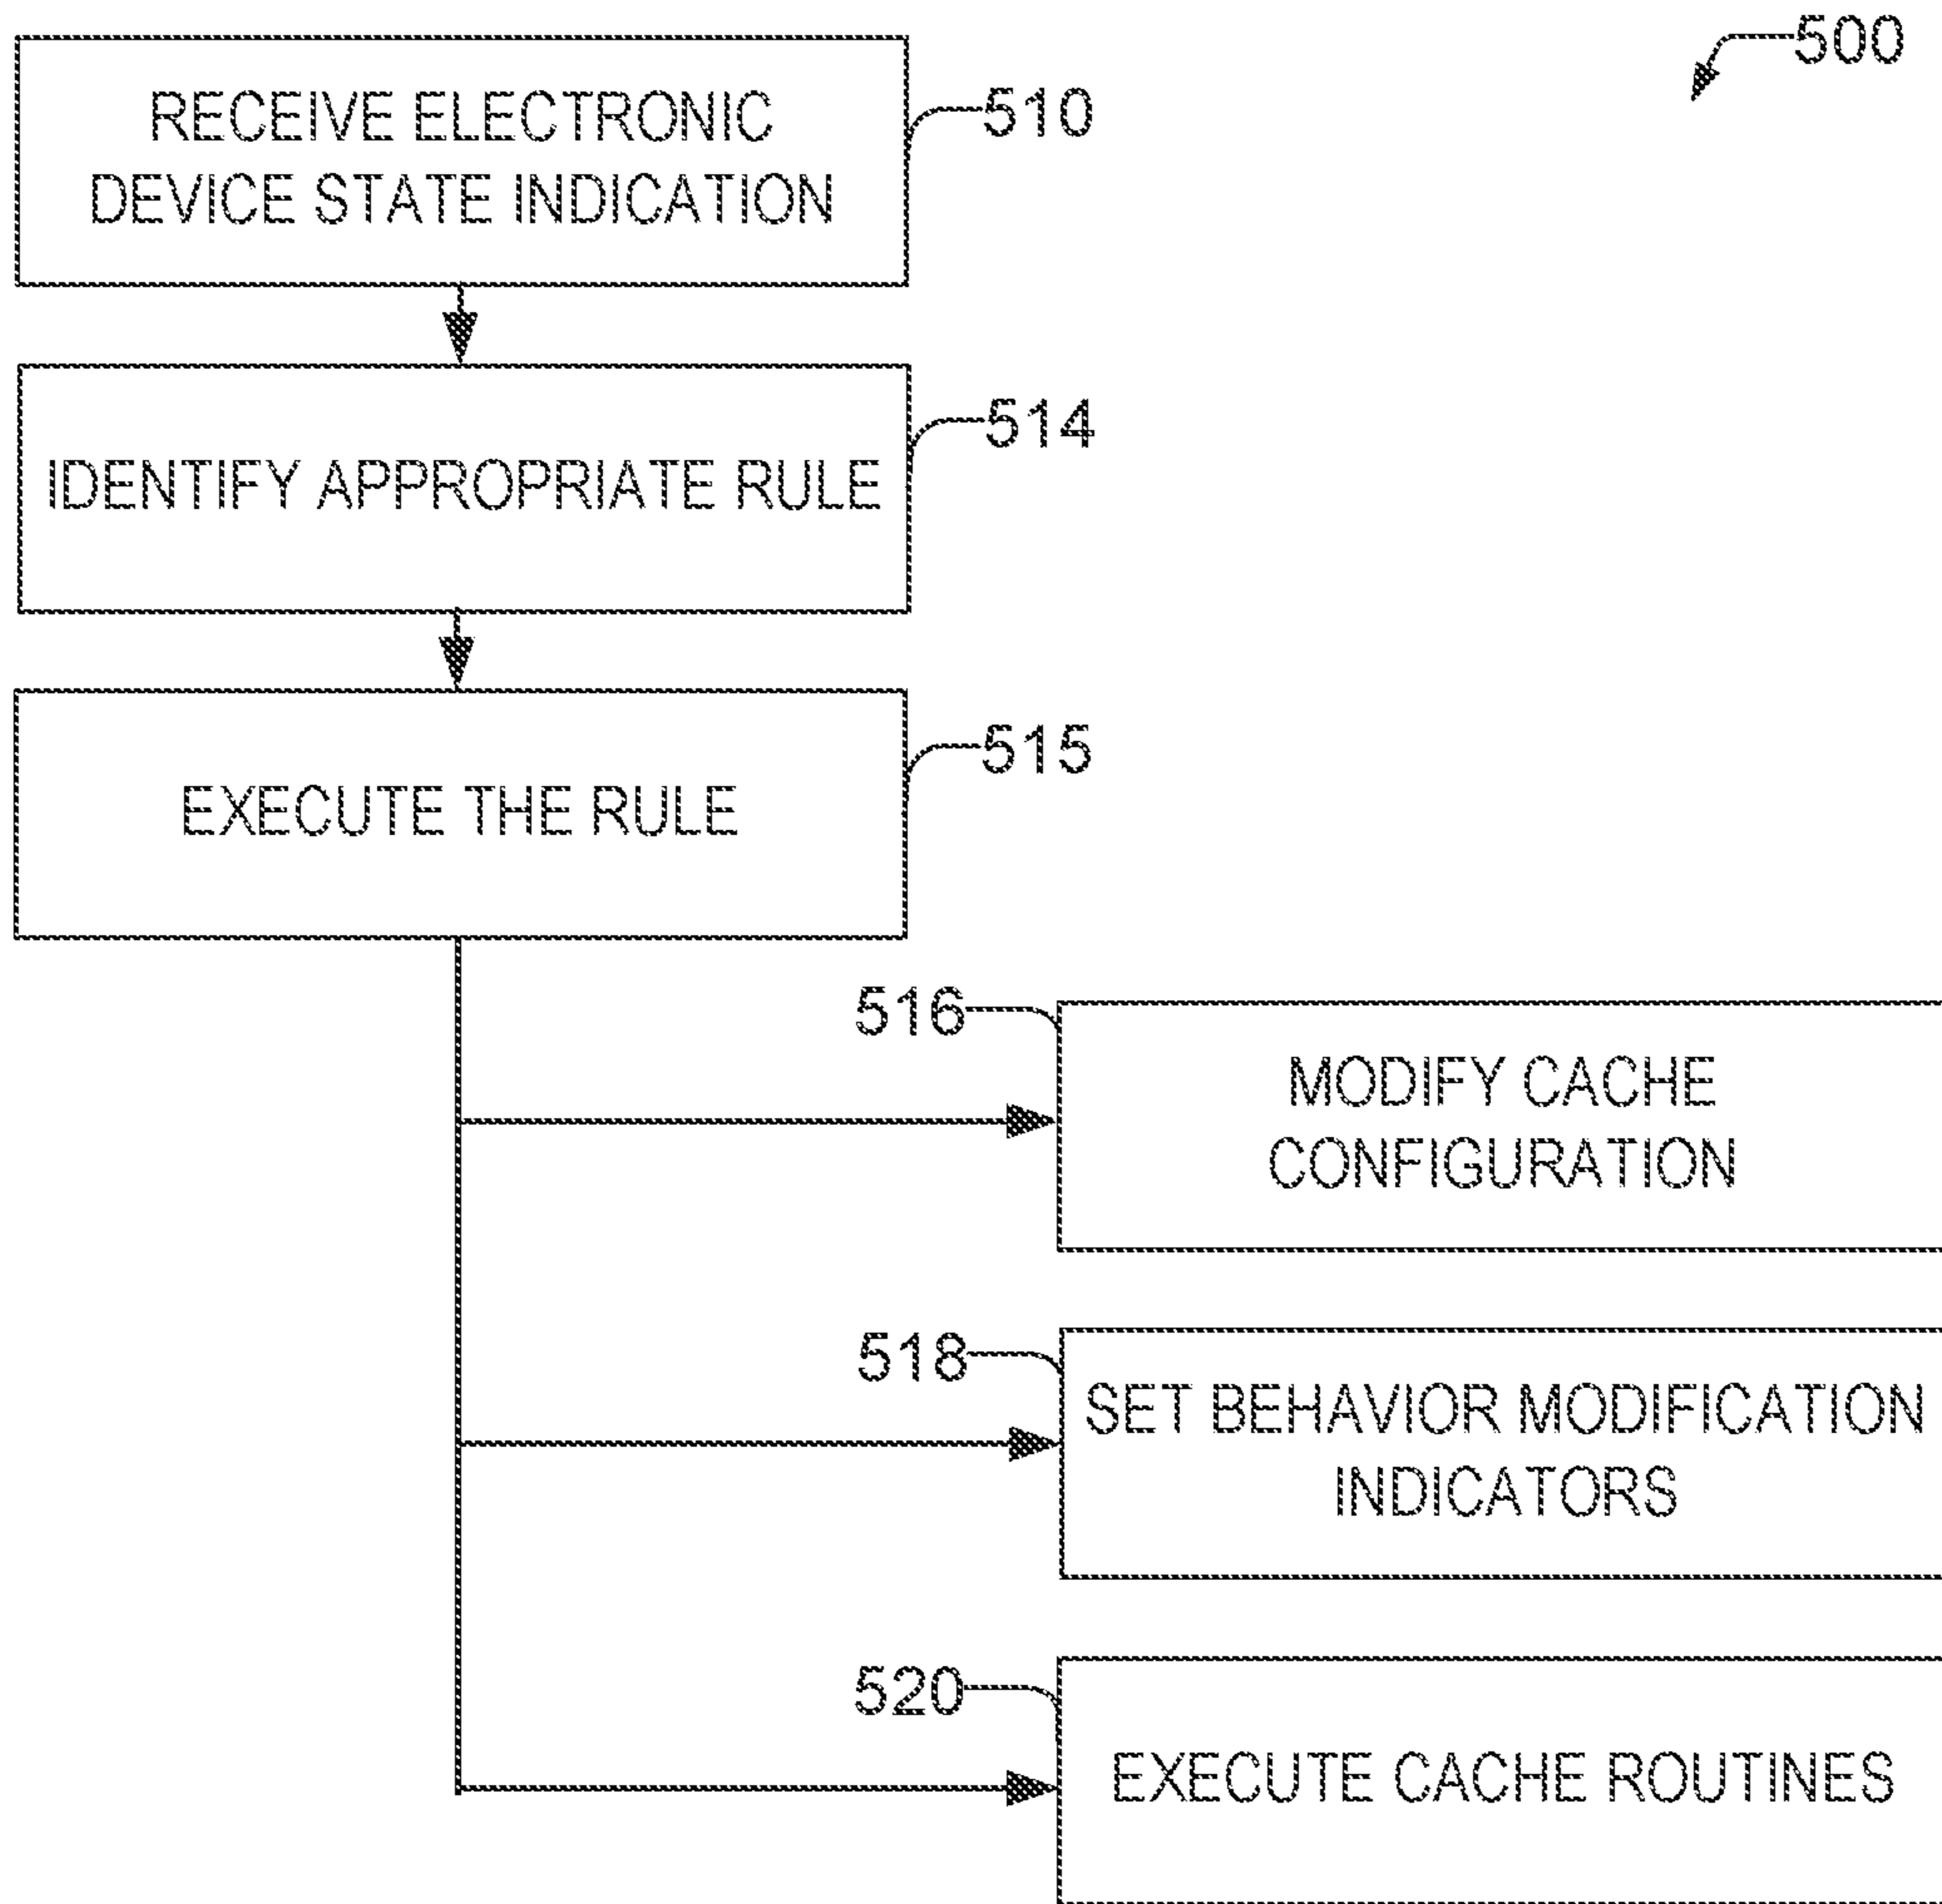 500
RECEIVE ELECTRONIC
DEVICE STATE INDICATION
510
IDENTIFY APPROPRIATE RULE
514
EXECUTE THE RULE
515
516
MODIFY CACHE
CONFIGURATION
518
SET BEHAVIOR MODIFICATION
INDICATORS
520
EXECUTE CACHE ROUTINES